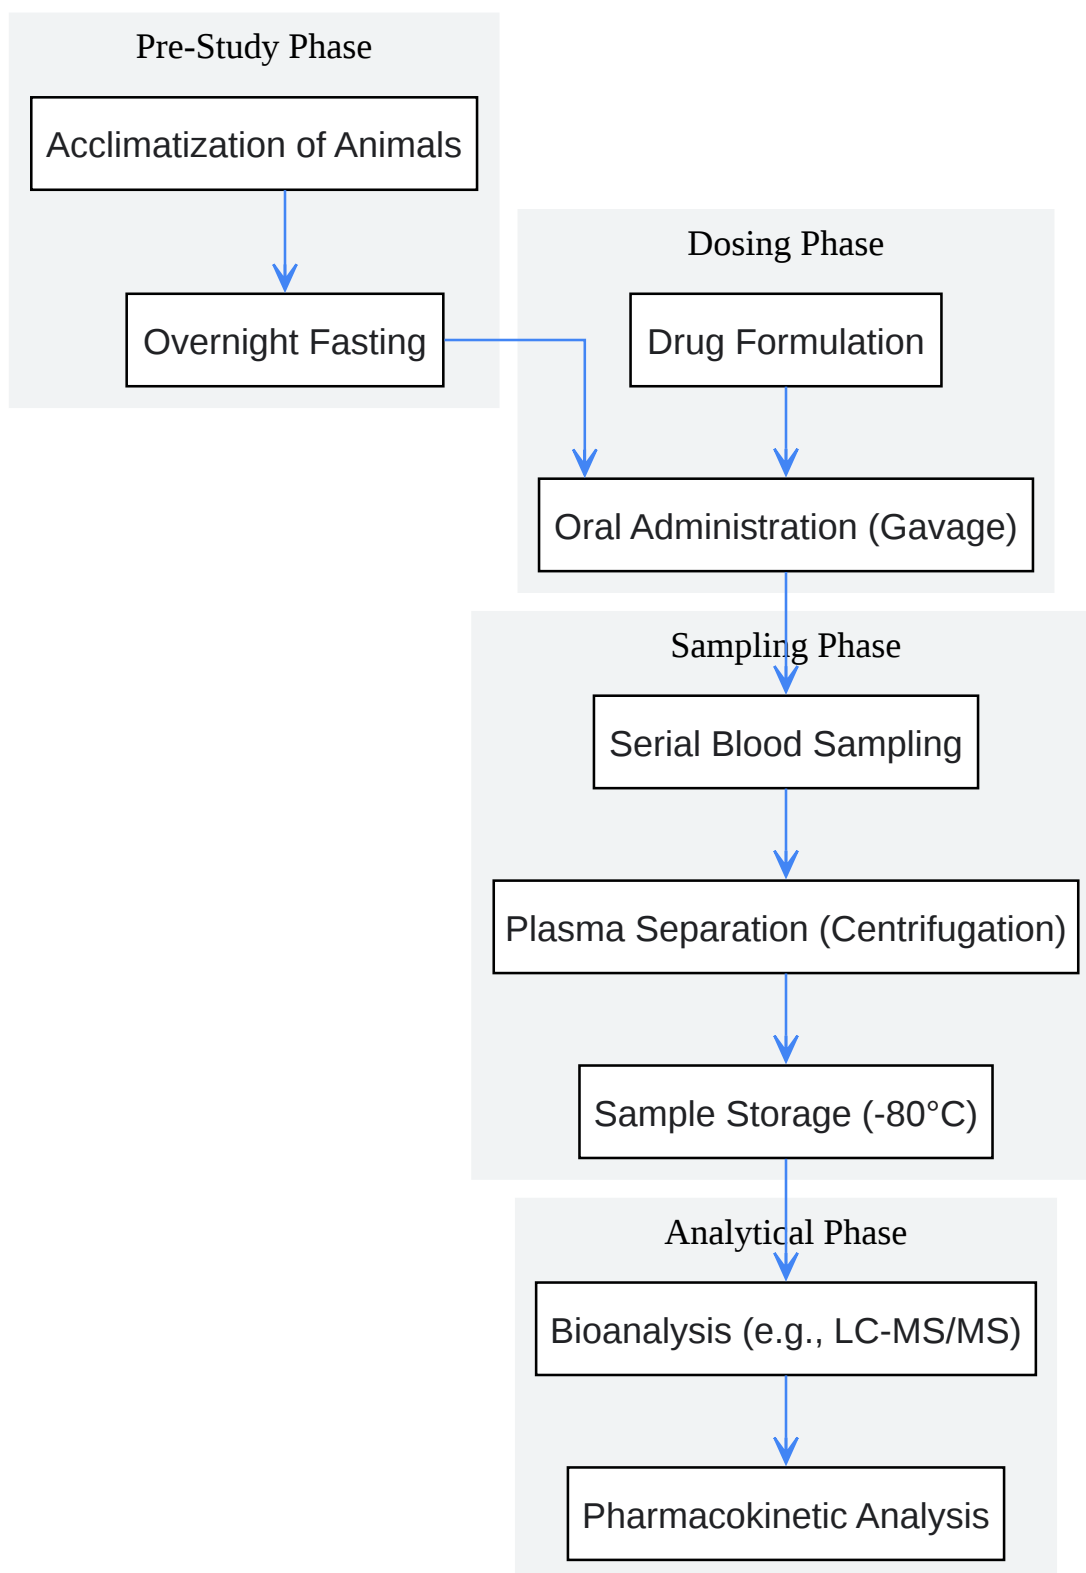 Pre-Study Phase
Acclimatization of Animals
Overnight Fasting
Dosing Phase
Drug Formulation
Oral Administration (Gavage)
Sampling Phase
Serial Blood Sampling
Plasma Separation (Centrifugation)
Sample Storage (-80°C)
Analytical Phase
Bioanalysis (e.g., LC-MS/MS)
Pharmacokinetic Analysis